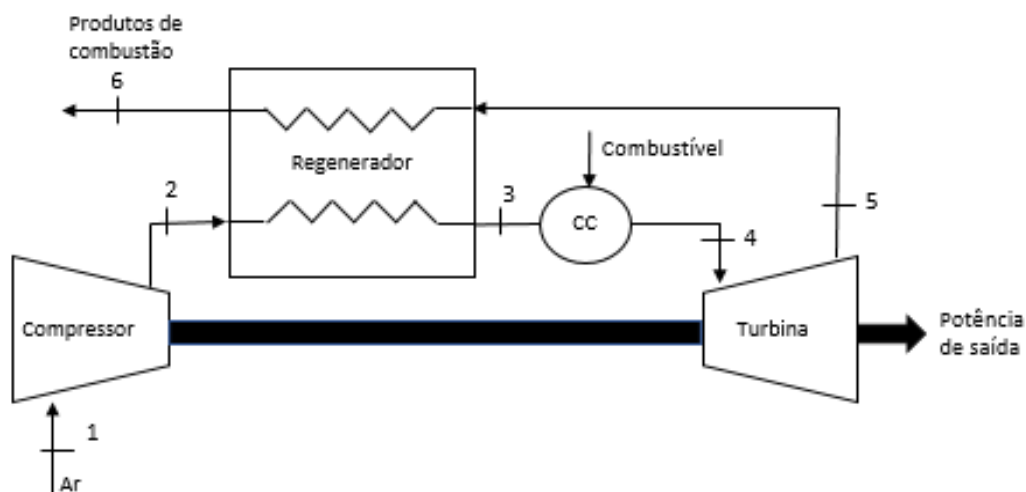 Produtos de
combustão
6
Regenerador
Combustível
2
3
CC
4
5
Compressor
Turbina
Potência
de saída
1
Ar